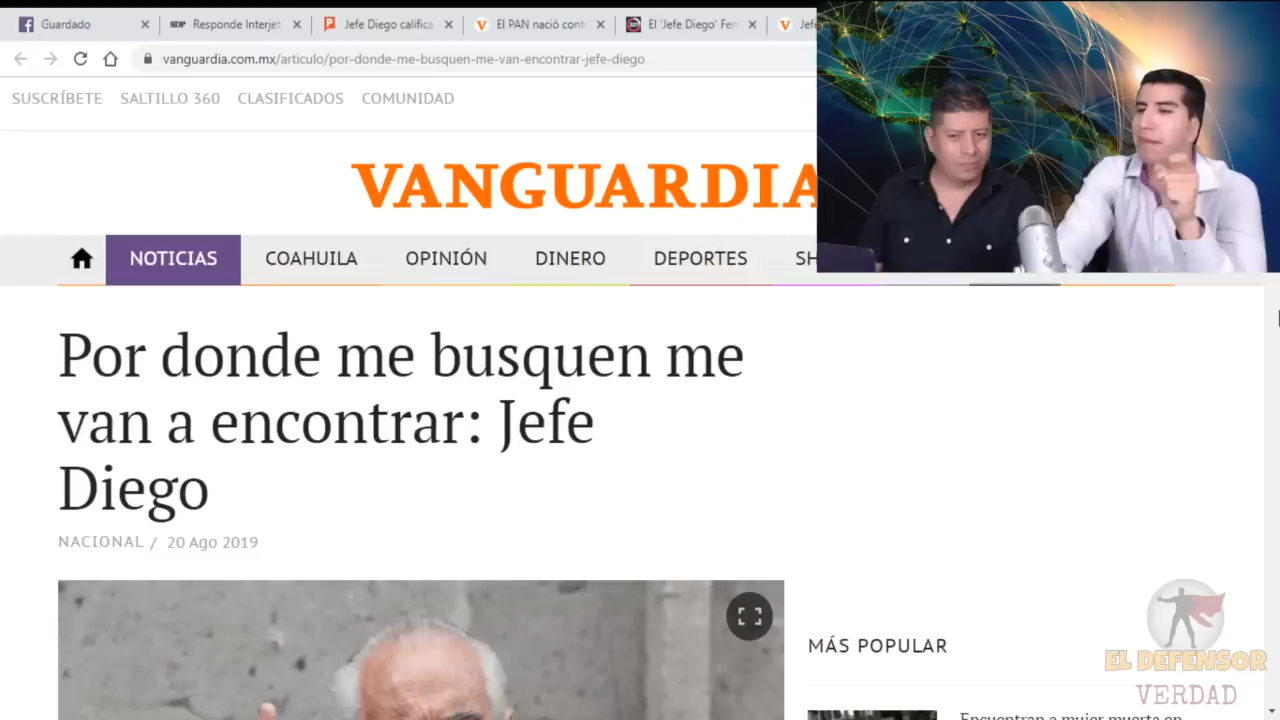 Guardado
SDP Responde Interjet
Jefe Diego califica
V El PAN nació cont
El 'Jefe Diego' Fer
V Jefe
vanguardia.com.mx/articulo/por-donde-me-busquen-me-van-encontrar-jefe-diego
SUSCRÍBETE SALTILLO 360 CLASIFICADOS COMUNIDAD
VANGUARDIA
NOTICIAS COAHUILA OPINIÓN DINERO DEPORTES SH
Por donde me busquen me
van a encontrar: Jefe
Diego
NACIONAL / 20 Ago 2019
MÁS POPULAR
EL DEFENSOR
VERDAD
Encuentran a mujer muerta en